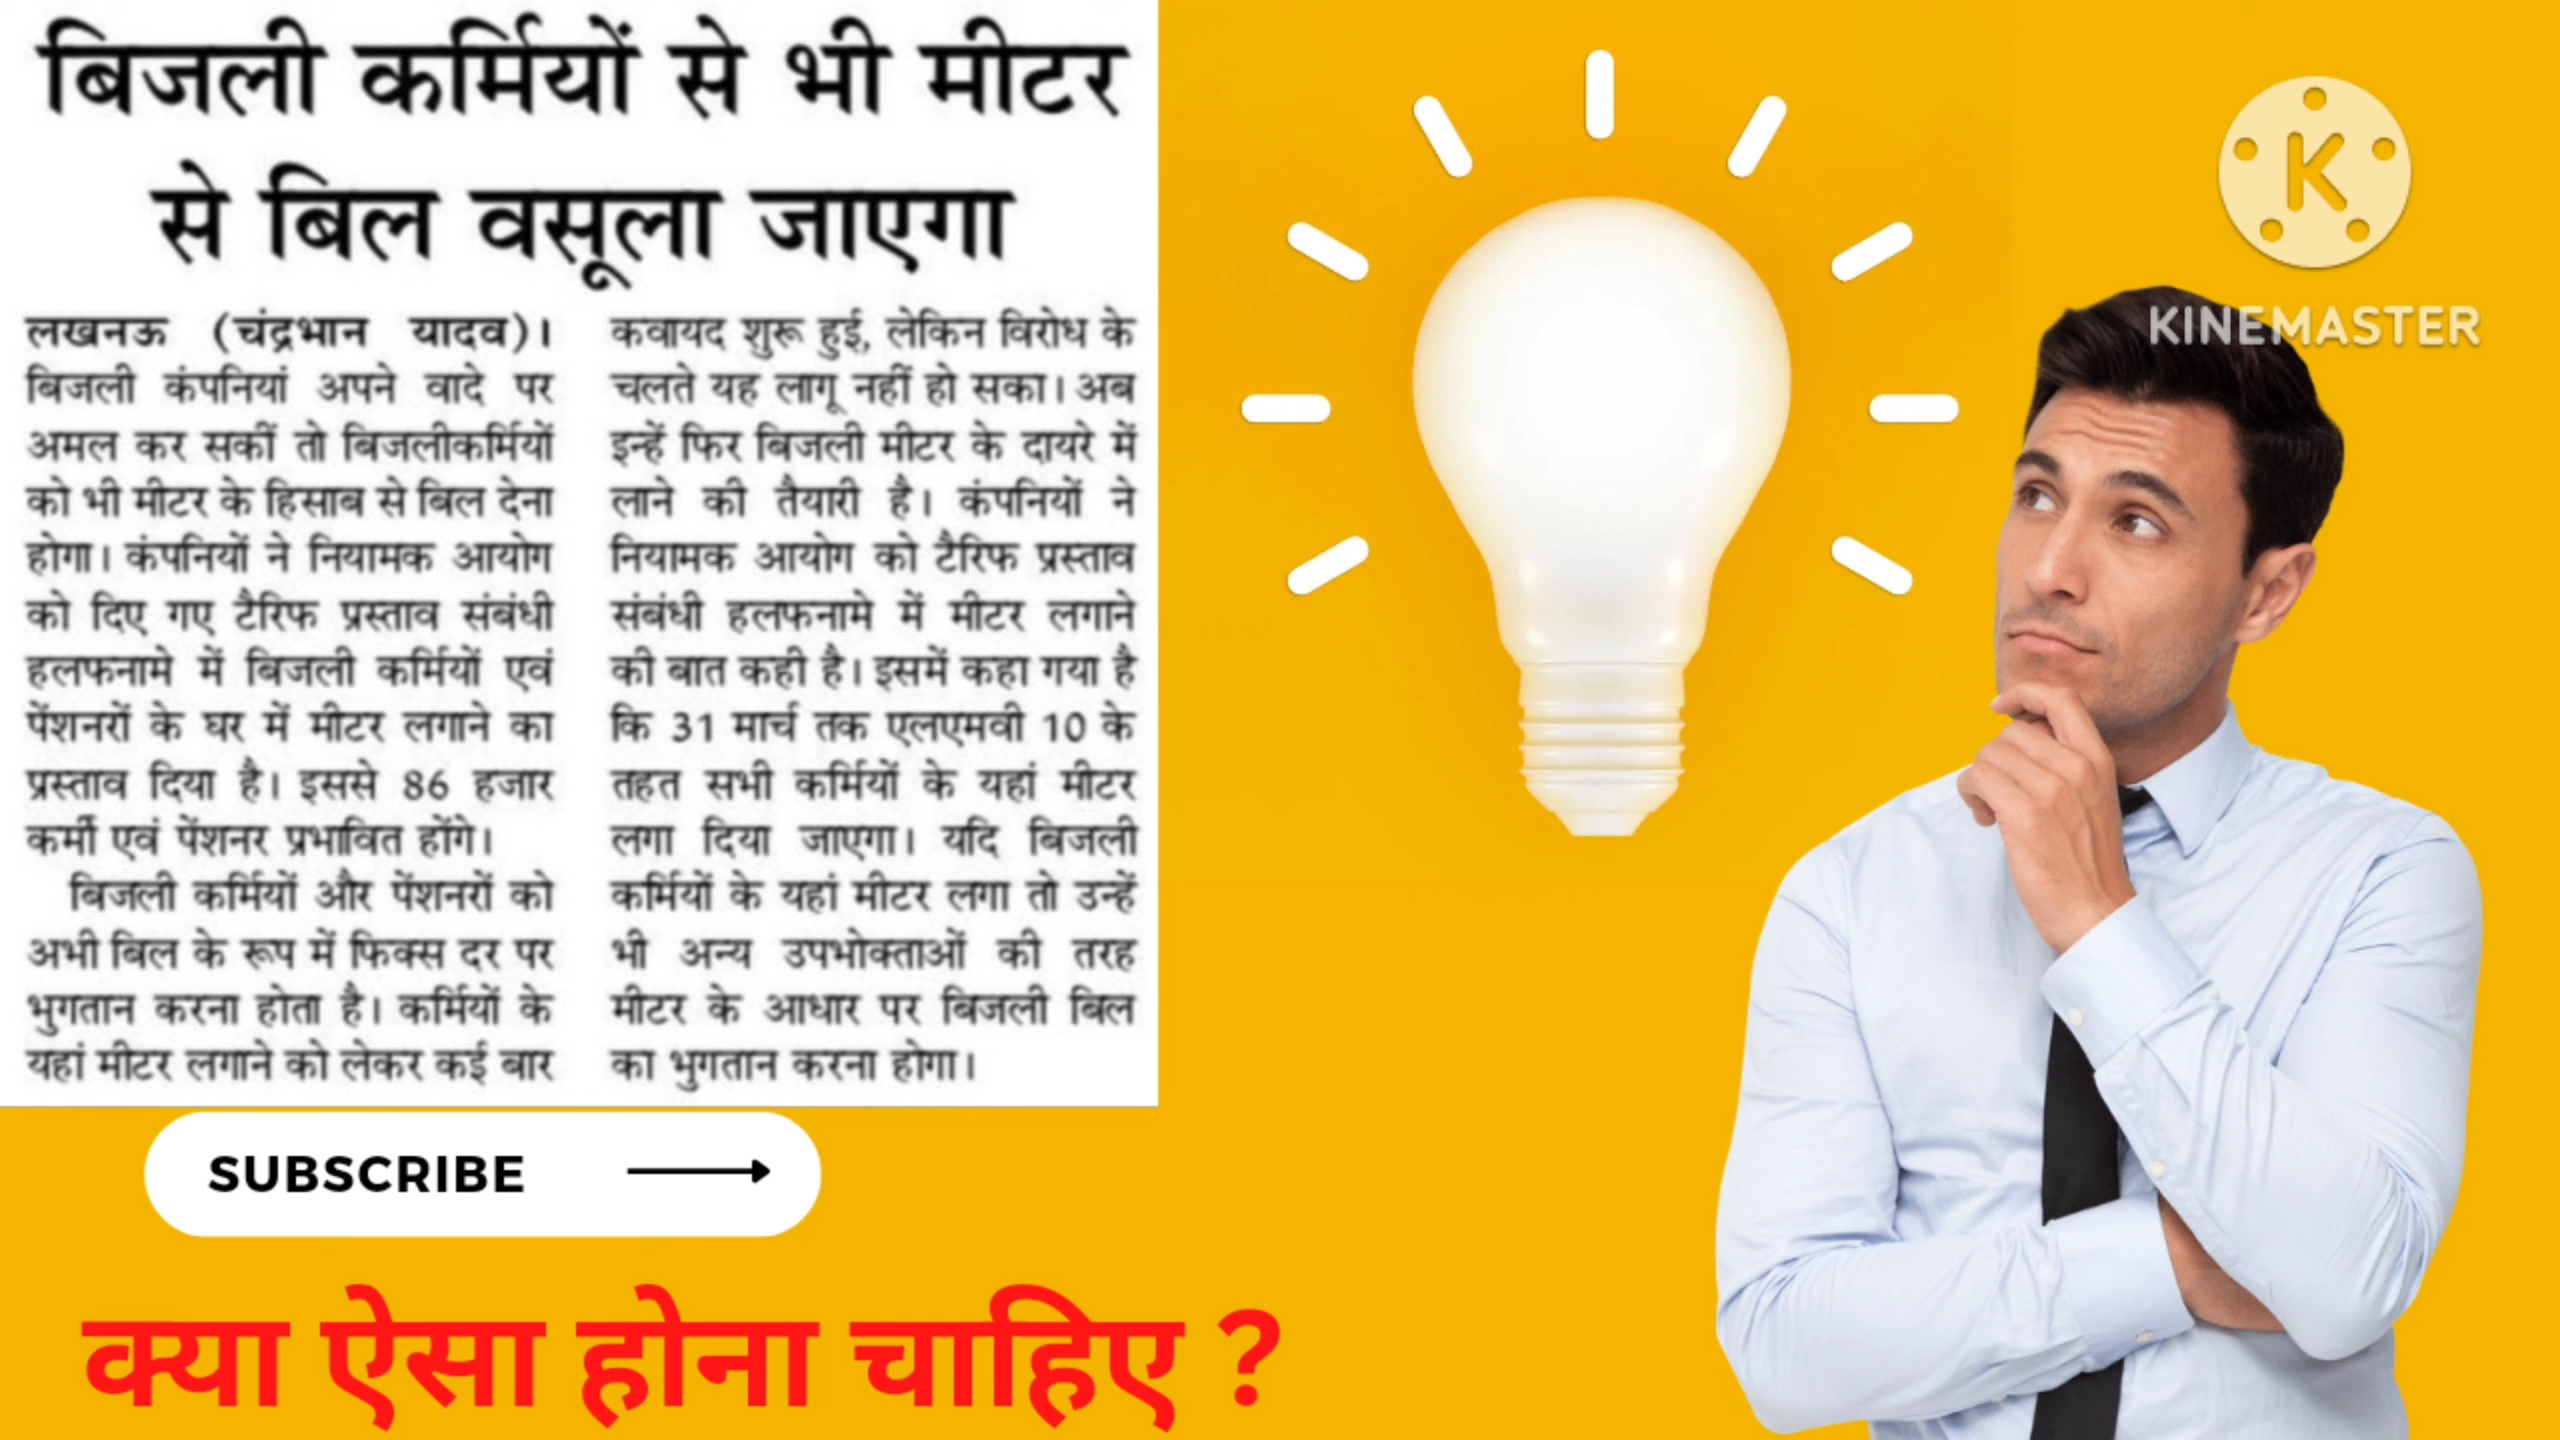 बिजली कर्मियों से भी मीटर
से बिल वसूला जाएगा
लखनऊ (चंद्रभान यादव)।
बिजली कंपनियां अपने वादे पर
अमल कर सकीं तो बिजलीकर्मियों
को भी मीटर के हिसाब से बिल देना
होगा। कंपनियों ने नियामक आयोग
को दिए गए टैरिफ प्रस्ताव संबंधी
हलफनामे में बिजली कर्मियों एवं
पेंशनरों के घर में मीटर लगाने का
प्रस्ताव दिया है। इससे 86 हजार
कर्मी एवं पेंशनर प्रभावित होंगे।
बिजली कर्मियों और पेंशनरों को
अभी बिल के रूप में फिक्स दर पर
भुगतान करना होता है। कर्मियों के
यहां मीटर लगाने को लेकर कई बार
कवायद शुरू हुई, लेकिन विरोध के
चलते यह लागू नहीं हो सका। अब
इन्हें फिर बिजली मीटर के दायरे में
लाने की तैयारी है। कंपनियों ने
नियामक आयोग को टैरिफ प्रस्ताव
संबंधी हलफनामे में मीटर लगाने
की बात कही है। इसमें कहा गया है
कि 31 मार्च तक एलएमवी 10 के
तहत सभी कर्मियों के यहां मीटर
लगा दिया जाएगा। यदि बिजली
कर्मियों के यहां मीटर लगा तो उन्हें
भी अन्य उपभोक्ताओं की तरह
मीटर के आधार पर बिजली बिल
का भुगतान करना होगा।
K
KINEMASTER
SUBSCRIBE
क्या ऐसा होना चाहिए ?